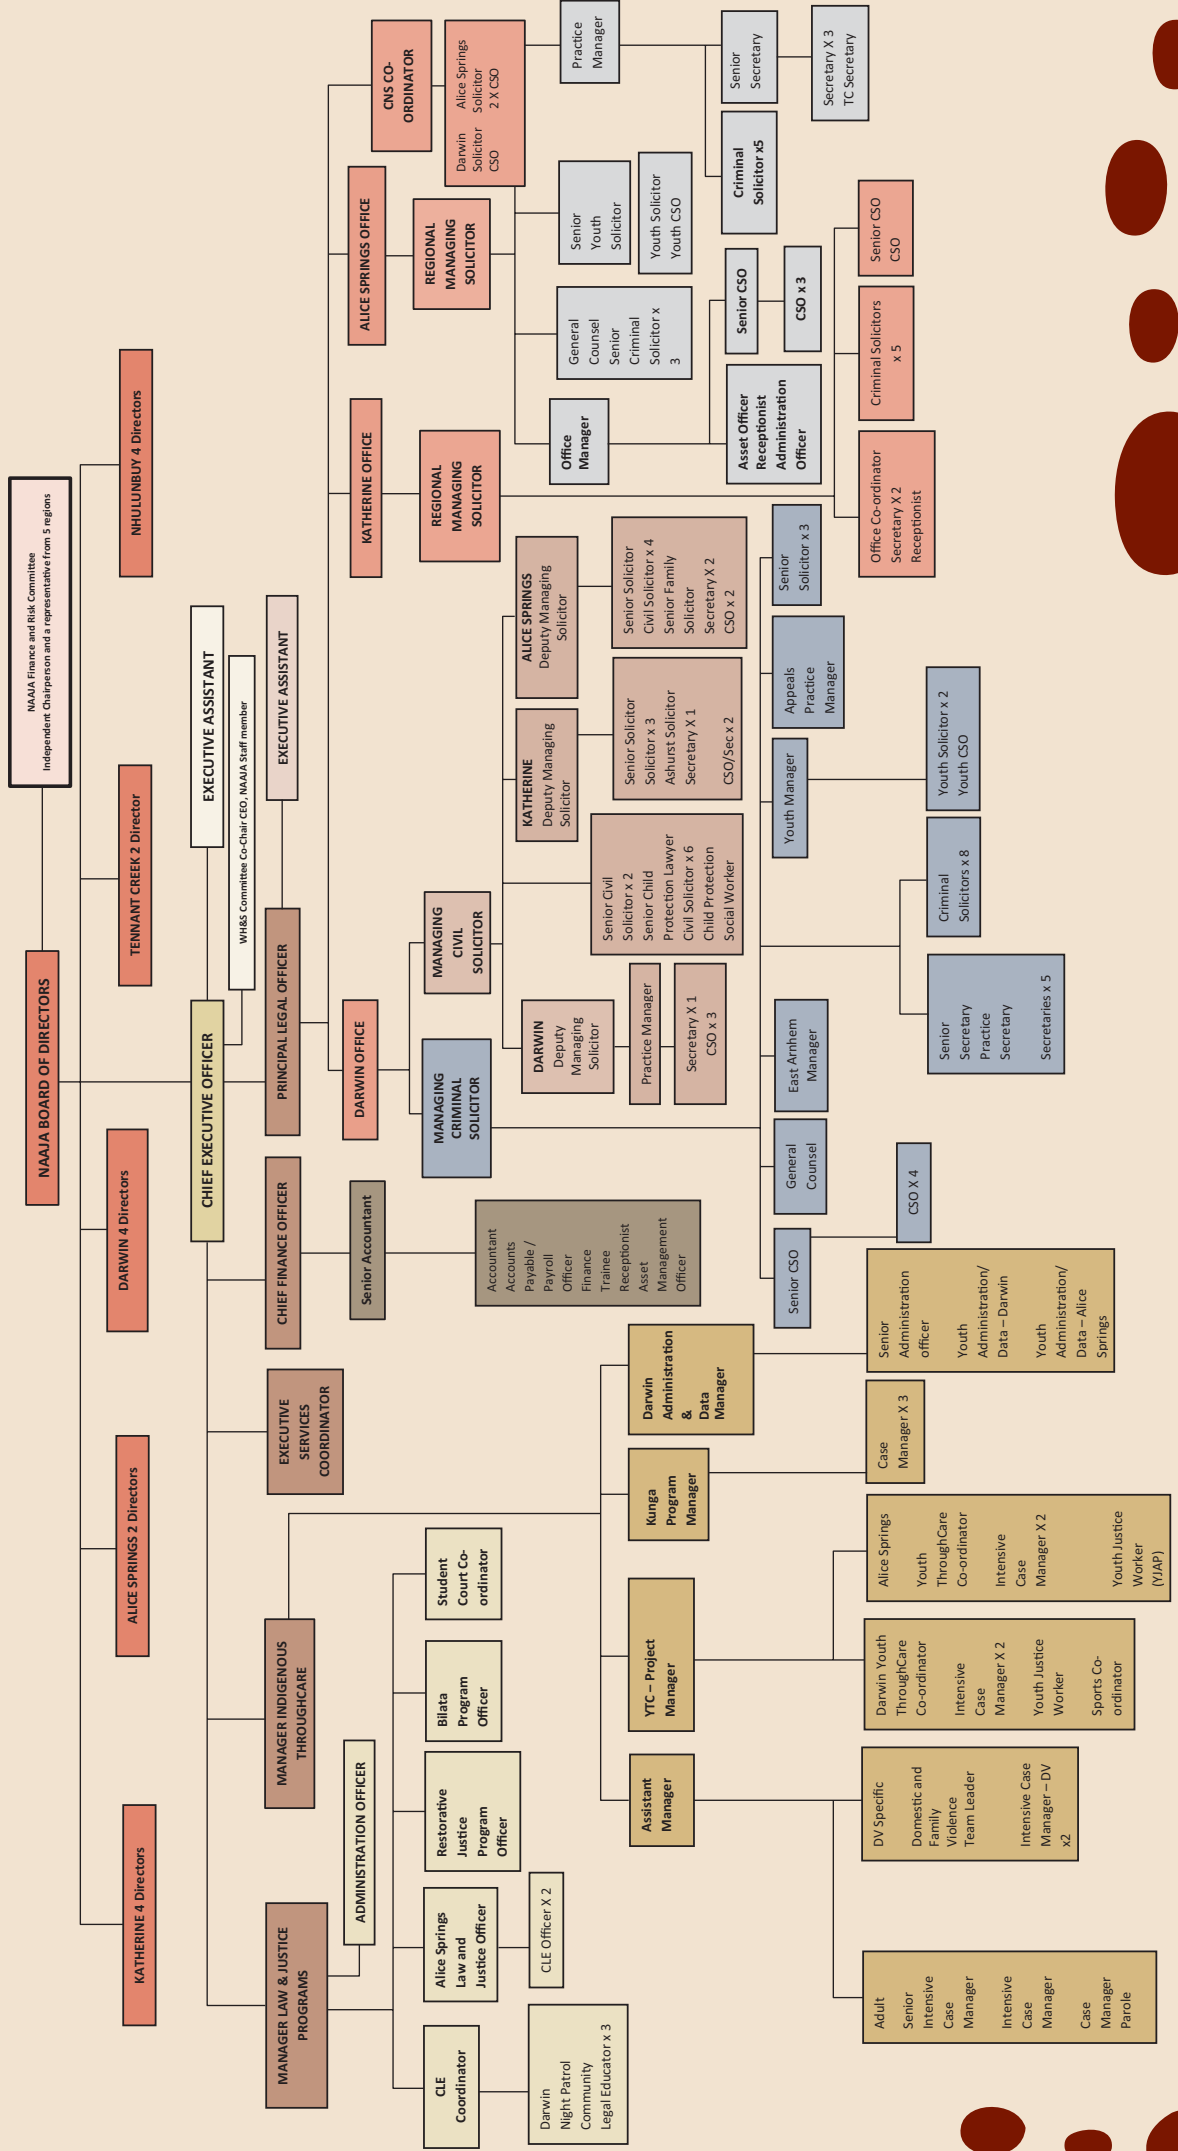 NAAJA Finance and Risk Committee
Independent Chairperson and a representative from 5 regions
NAAJA BOARD OF DIRECTORS
KATHERINE 4 Directors
ALICE SPRINGS 2 Directors
DARWIN 4 Directors
TENNANT CREEK 2 Director
NHULUNBUY 4 Directors
CHIEF EXECUTIVE OFFICER
EXECUTIVE ASSISTANT
WH&S Committee Co-Chair CEO, NAAJA Staff member
MANAGER LAW & JUSTICE
PROGRAMS
MANAGER INDIGENOUS
THROUGHCARE
EXECUTIVE
SERVICES
COORDINATOR
CHIEF FINANCE OFFICER
PRINCIPAL LEGAL OFFICER
EXECUTIVE ASSISTANT
ADMINISTRATION OFFICER
Senior Accountant
DARWIN OFFICE
KATHERINE OFFICE
ALICE SPRINGS OFFICE
CNS CO-
ORDINATOR
CLE
Coordinator
Alice Springs
Law and
Justice Officer
Restorative
Justice
Program
Officer
Bilata
Program
Officer
Student
Court Co-
ordinator
Darwin
Night Patrol
Community
Legal Educator x 3
CLE Officer X 2
Accountant
Accounts
Payable /
Payroll
Officer
Finance
Trainee
Receptionist
Asset
Management
Officer
MANAGING
CRIMINAL
SOLICITOR
MANAGING
CIVIL
SOLICITOR
REGIONAL
MANAGING
SOLICITOR
REGIONAL
MANAGING
SOLICITOR
Darwin
Solicitor
CSO
Alice Springs
Solicitor
2 X CSO
DARWIN
Deputy
Managing
Solicitor
KATHERINE
Deputy Managing
Solicitor
ALICE SPRINGS
Deputy Managing
Solicitor
Practice Manager
Secretary X 1
CSO x 3
Senior Civil
Solicitor x 2
Senior Child
Protection Lawyer
Civil Solicitor x 6
Child Protection
Social Worker
Senior Solicitor
Solicitor x 3
Ashurst Solicitor
Secretary X 1
CSO/Sec x 2
Senior Solicitor
Civil Solicitor x 4
Senior Family
Solicitor
Secretary X 2
CSO x 2
Office
Manager
General
Counsel
Senior
Criminal
Solicitor x
3
Senior
Youth
Solicitor
Youth Solicitor
Youth CSO
Practice
Manager
Asset Officer
Receptionist
Administration
Officer
Senior CSO
CSO x 3
Criminal
Solicitor x5
Senior
Secretary
Secretary X 3
TC Secretary
Assistant
Manager
YTC – Project
Manager
Kunga
Program
Manager
Darwin
Administration
&
Data
Manager
Senior CSO
General
Counsel
East Arnhem
Manager
Youth Manager
Appeals
Practice
Manager
Senior
Solicitor x 3
Adult
Senior
Intensive
Case
Manager
Intensive
Case
Manager
Case
Manager
Parole
DV Specific
Domestic and
Family
Violence
Team Leader
Intensive Case
Manager – DV
x2
Darwin Youth
ThroughCare
Co-ordinator
Intensive
Case
Manager X 2
Youth Justice
Worker
Sports Co-
ordinator
Alice Springs
Youth
ThroughCare
Co-ordinator
Intensive
Case
Manager X 2
Youth Justice
Worker
(YJAP)
Case
Manager X 3
Senior
Administration
officer
Youth
Administration/
Data – Darwin
Youth
Administration/
Data – Alice
Springs
CSO X 4
Senior
Secretary
Practice
Secretary
Secretaries x 5
Criminal
Solicitors x 8
Youth Solicitor x 2
Youth CSO
Office Co-ordinator
Secretary X 2
Receptionist
Criminal Solicitors
x 5
Senior CSO
CSO